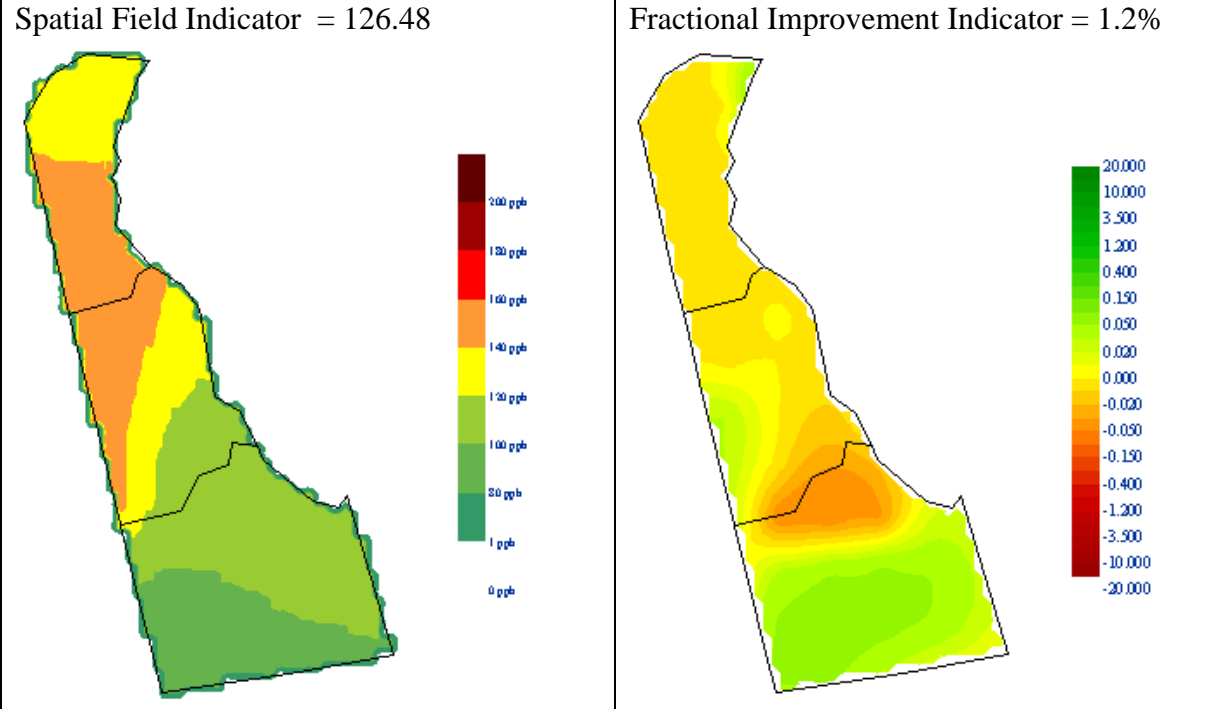 Spatial Field Indicator = 126.48
200 ppb
180 ppb
160 ppb
140 ppb
120 ppb
100 ppb
80 ppb
1 ppb
0 ppb
Fractional Improvement Indicator = 1.2%
20.000
10.000
3.500
1.200
0.400
0.150
0.050
0.020
0.000
-0.020
-0.050
-0.150
-0.400
-1.200
-3.500
-10.000
-20.000